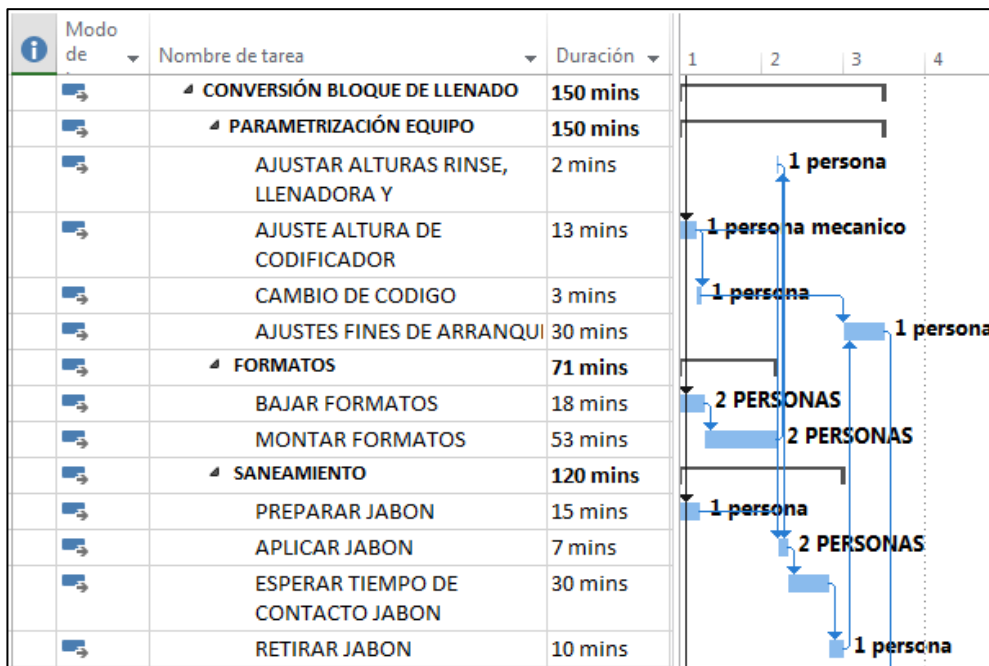 Modo
de
Nombre de tarea
Duración
1 2 3 4
CONVERSIÓN BLOQUE DE LLENADO 150 mins
PARAMETRIZACIÓN EQUIPO 150 mins
AJUSTAR ALTURAS RINSE, 2 mins 1 persona
LLENADORA Y
AJUSTE ALTURA DE 13 mins 1 persona mecanico
CODIFICADOR
CAMBIO DE CODIGO 3 mins 1 persona
AJUSTES FINES DE ARRANQU 30 mins 1 persona
FORMATOS 71 mins
BAJAR FORMATOS 18 mins 2 PERSONAS
MONTAR FORMATOS 53 mins 2 PERSONAS
SANEAMIENTO 120 mins
PREPARAR JABON 15 mins 1 persona
APLICAR JABON 7 mins 2 PERSONAS
ESPERAR TIEMPO DE 30 mins
CONTACTO JABON
RETIRAR JABON 10 mins 1 persona